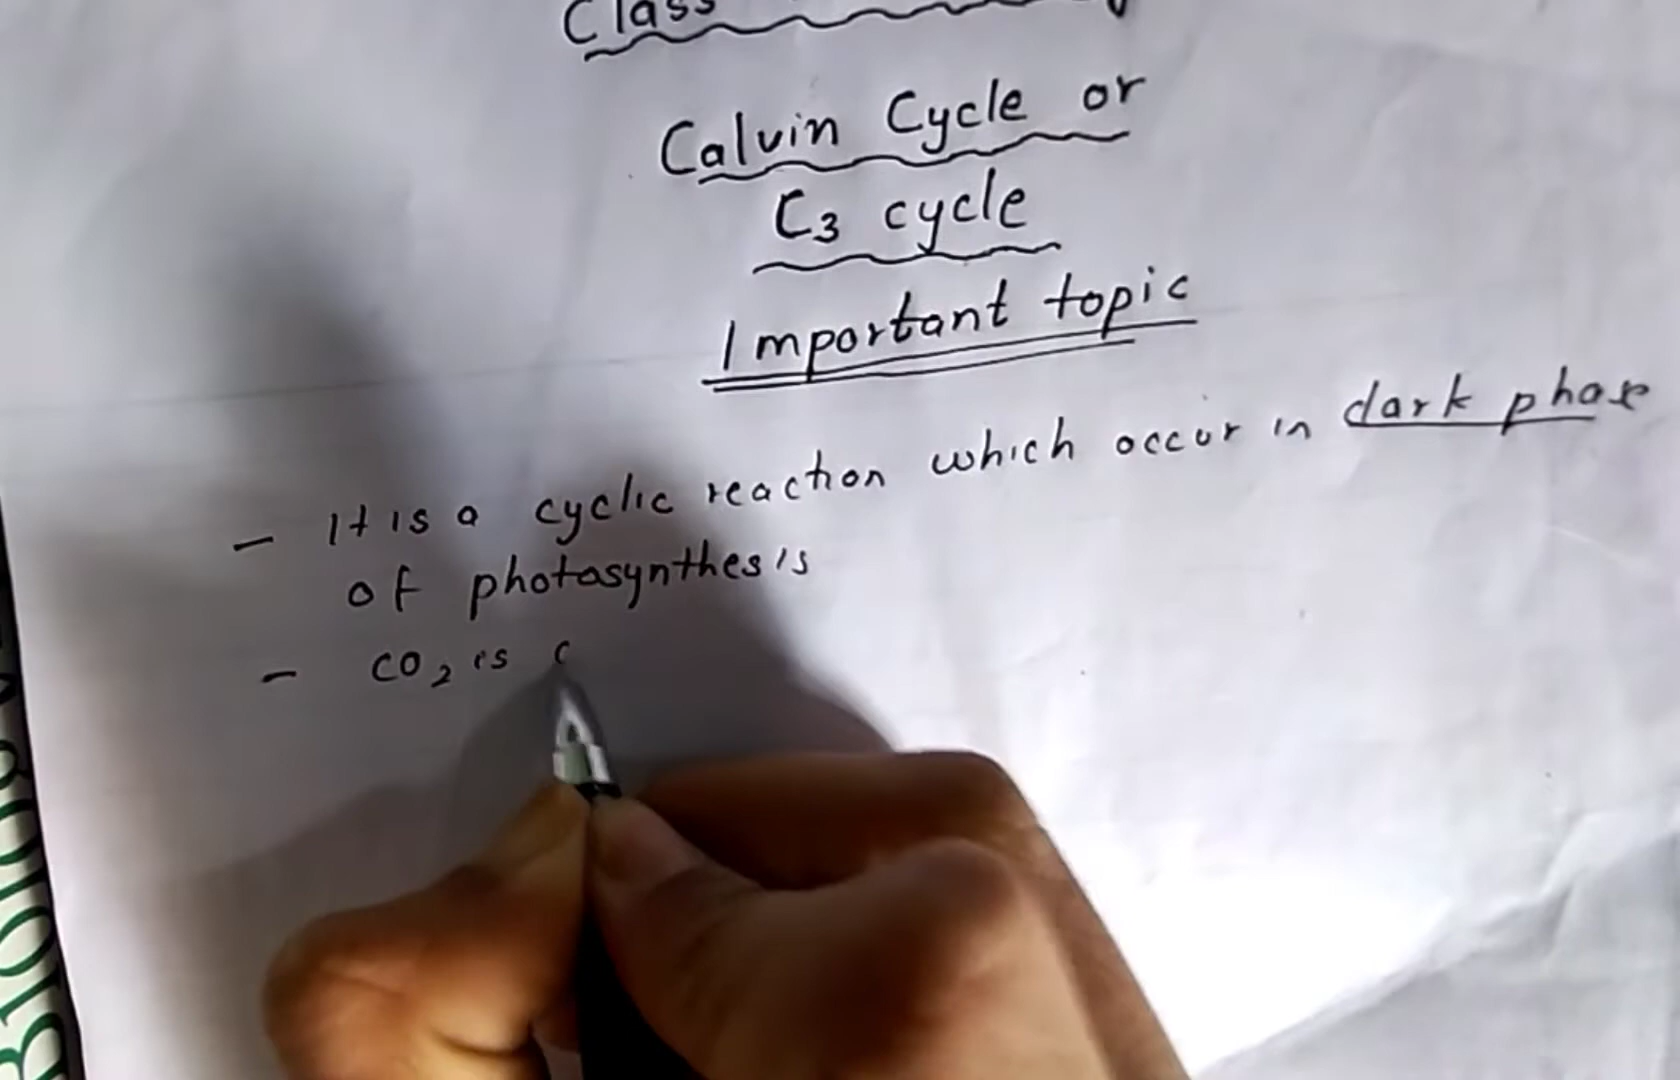 Class
Calvin Cycle or
C3 cycle
Important topic
- It is a cyclic reaction which occur in dark phase
of photosynthesis
- CO2 is c